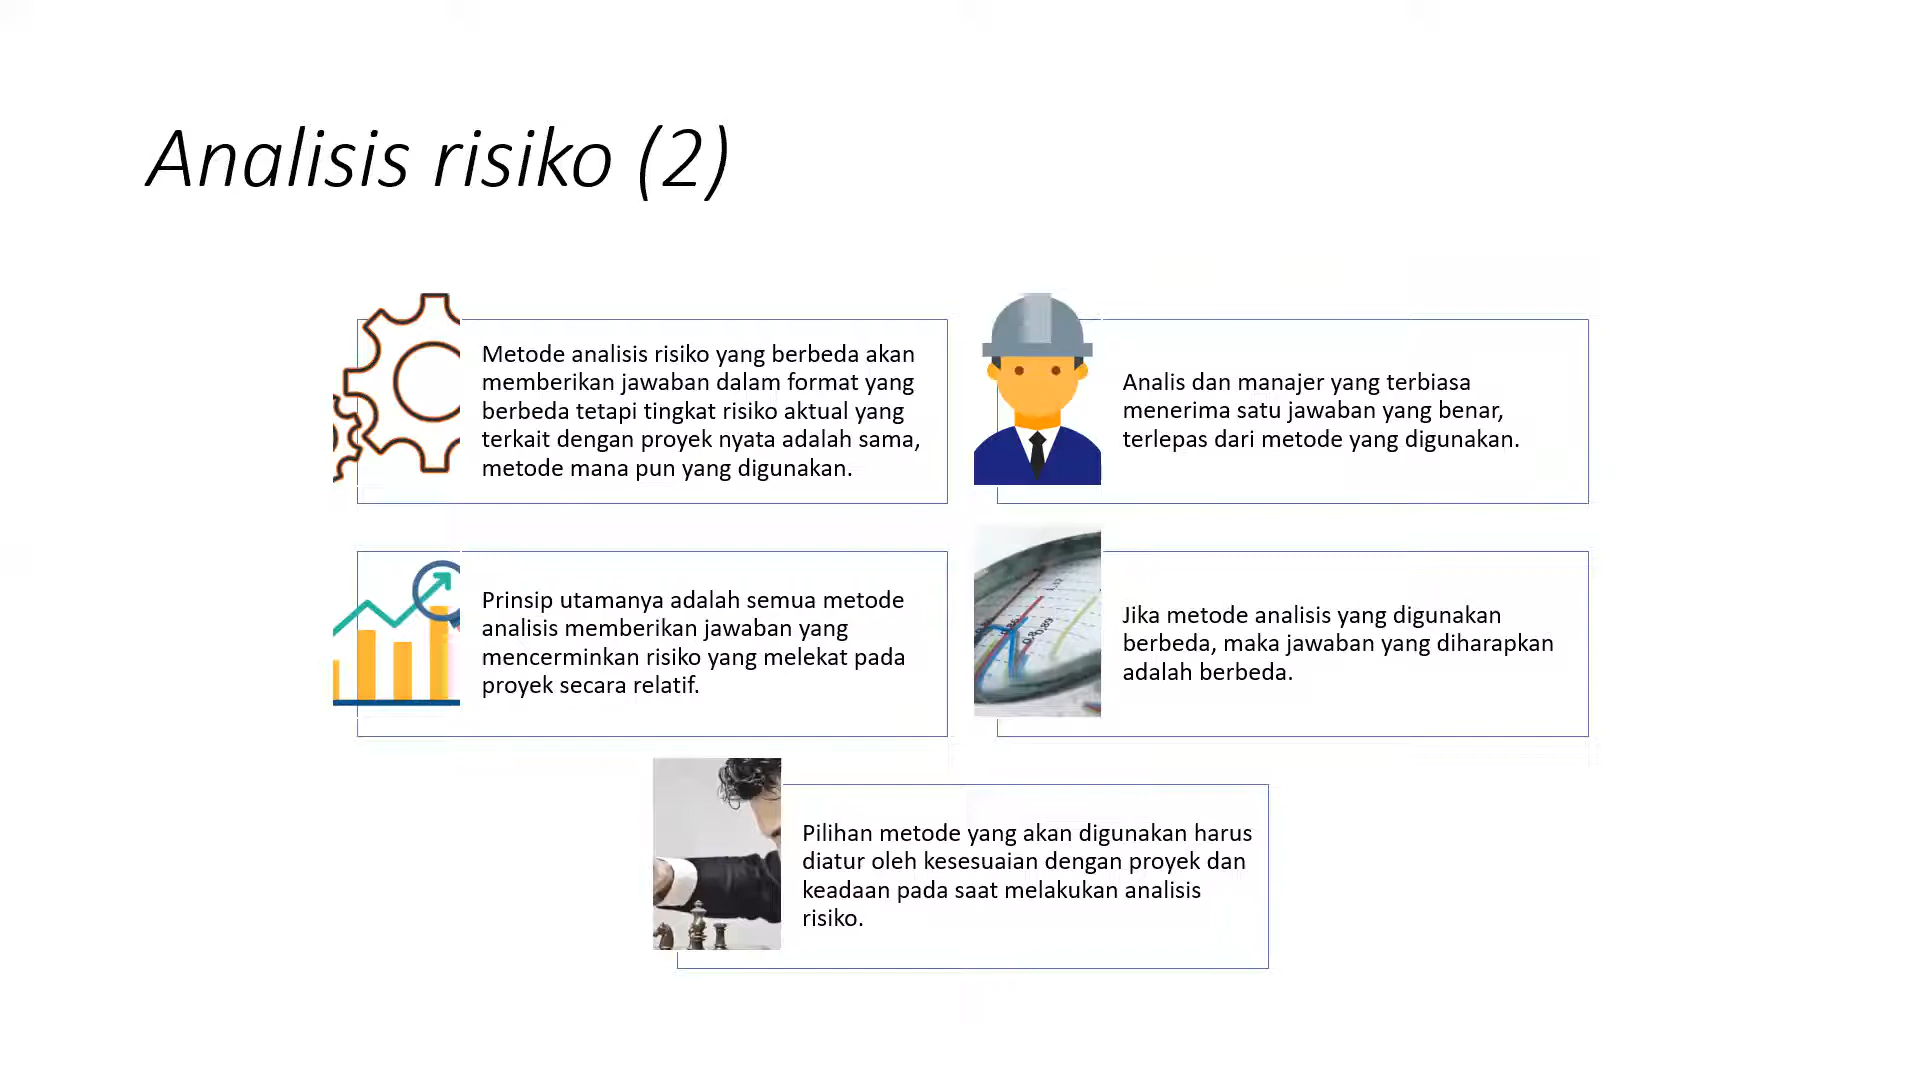 Analisis risiko (2)
Metode analisis risiko yang berbeda akan
memberikan jawaban dalam format yang
berbeda tetapi tingkat risiko aktual yang
terkait dengan proyek nyata adalah sama,
metode mana pun yang digunakan.
Analis dan manajer yang terbiasa
menerima satu jawaban yang benar,
terlepas dari metode yang digunakan.
Prinsip utamanya adalah semua metode
analisis memberikan jawaban yang
mencerminkan risiko yang melekat pada
proyek secara relatif.
Jika metode analisis yang digunakan
berbeda, maka jawaban yang diharapkan
adalah berbeda.
Pilihan metode yang akan digunakan harus
diatur oleh kesesuaian dengan proyek dan
keadaan pada saat melakukan analisis
risiko.